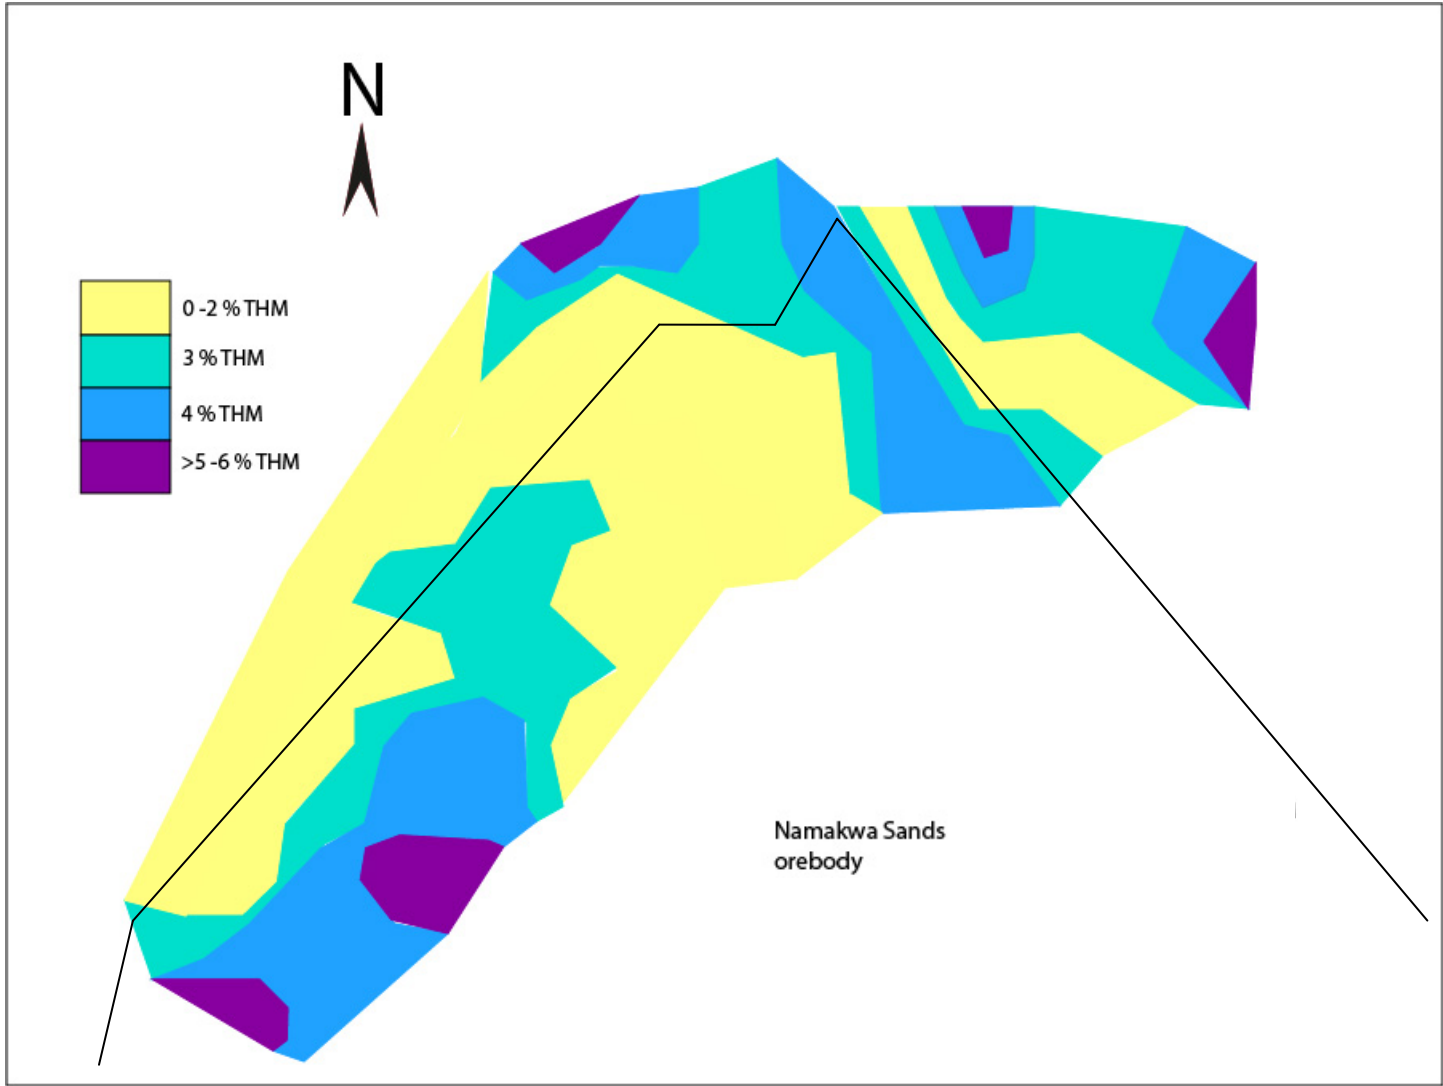 N
0 -2 % THM
3 % THM
4 % THM
>5 -6 % THM
Namakwa Sands
orebody